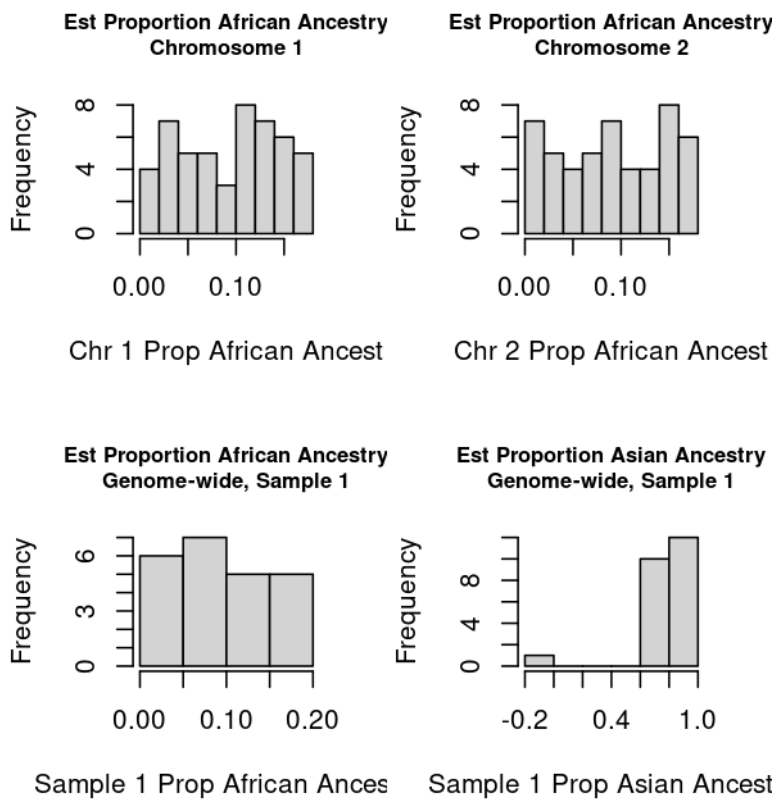 Est Proportion African Ancestry
Chromosome 1
Frequency
0 4 8
0.00 0.10
Chr 1 Prop African Ancest
Est Proportion African Ancestry
Chromosome 2
Frequency
0 4 8
0.00 0.10
Chr 2 Prop African Ancest
Est Proportion African Ancestry
Genome-wide, Sample 1
Frequency
0 3 6
0.00 0.10 0.20
Sample 1 Prop African Ances
Est Proportion Asian Ancestry
Genome-wide, Sample 1
Frequency
0 4 8
-0.2 0.4 1.0
Sample 1 Prop Asian Ancest